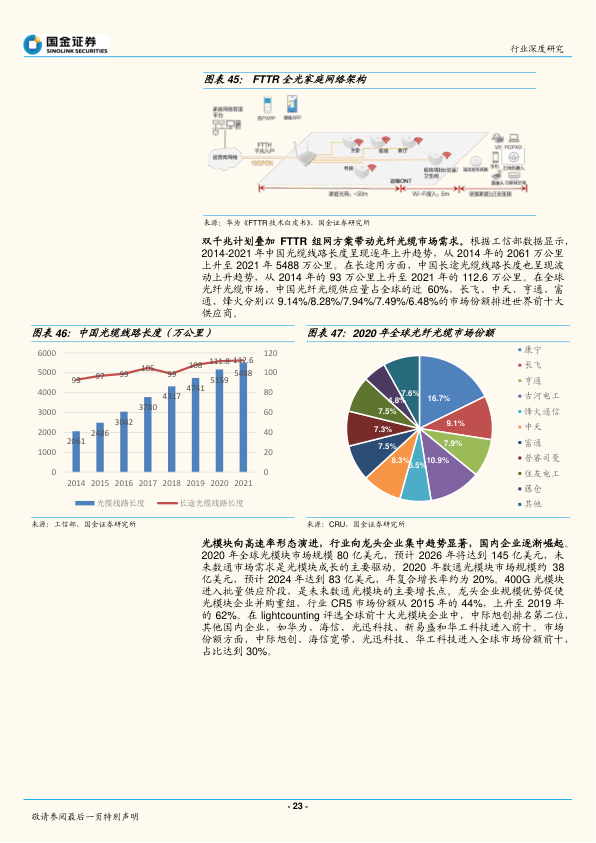 国金证券
SINOLINK SECURITIES
行业深度研究
图表 45： FTTR 全光家庭网络架构
家庭网络管理
平台
用户APP
运营商网络
FTTH
千兆入户
10GPON
主卧
客厅
书房
卫生间
边缘ONT
VR
PC/PAD
手机
家庭光网：~50m
Wi-Fi接入：5m
来源：华为《FTTR 技术白皮书》，国金证券研究所
双千兆计划叠加 FTTR 组网方案带动光纤光缆市场需求。根据工信部数据显示，
2014-2021 年中国光缆线路长度呈现逐年上升趋势，从 2014 年的 2061 万公里
上升至 2021 年 5488 万公里。在长途用方面，中国长途光缆线路长度也呈现波
动上升趋势，从 2014 年的 93 万公里上升至 2021 年的 112.6 万公里。在全球
光纤光缆市场，中国光纤光缆供应量占全球的近 60%，长飞、中天、亨通、富
通、烽火分别以 9.14%/8.28%/7.94%/7.49%/6.48%的市场份额排进世界前十大
供应商。
图表 46：中国光缆线路长度（万公里）
6000
5000
4000
3000
2000
1000
0
120
100
80
60
40
20
0
93
97
99
105
99
108
111.8
112.6
2061
2486
3042
3780
4317
4741
5169
5488
2014 2015 2016 2017 2018 2019 2020 2021
光缆线路长度
长途光缆线路长度
来源：工信部，国金证券研究所
图表 47：2020 年全球光纤光缆市场份额
16.7%
9.1%
7.9%
10.9%
6.5%
8.3%
7.5%
7.3%
7.5%
4.8%
7.6%
康宁
长飞
亨通
古河电工
烽火通信
中天
富通
普睿司曼
住友电工
藤仓
其他
来源：CRU，国金证券研究所
光模块向高速率形态演进，行业向龙头企业集中趋势显著，国内企业逐渐崛起。
2020 年全球光模块市场规模 80 亿美元，预计 2026 年将达到 145 亿美元，未
来数通市场需求是光模块成长的主要驱动。2020 年数通光模块市场规模约 38
亿美元，预计 2024 年达到 83 亿美元，年复合增长率约为 20%。400G 光模块
进入批量供应阶段，是未来数通光模块的主要增长点。龙头企业规模优势促使
光模块企业并购重组，行业 CR5 市场份额从 2015 年的 44%，上升至 2019 年
的 62%。在 lightcounting 评选全球前十大光模块企业中，中际旭创排名第二位，
其他国内企业，如华为、海信、光迅科技、新易盛和华工科技进入前十。市场
份额方面，中际旭创、海信宽带、光迅科技、华工科技进入全球市场份额前十，
占比达到 30%。
- 23 -
敬请参阅最后一页特别声明